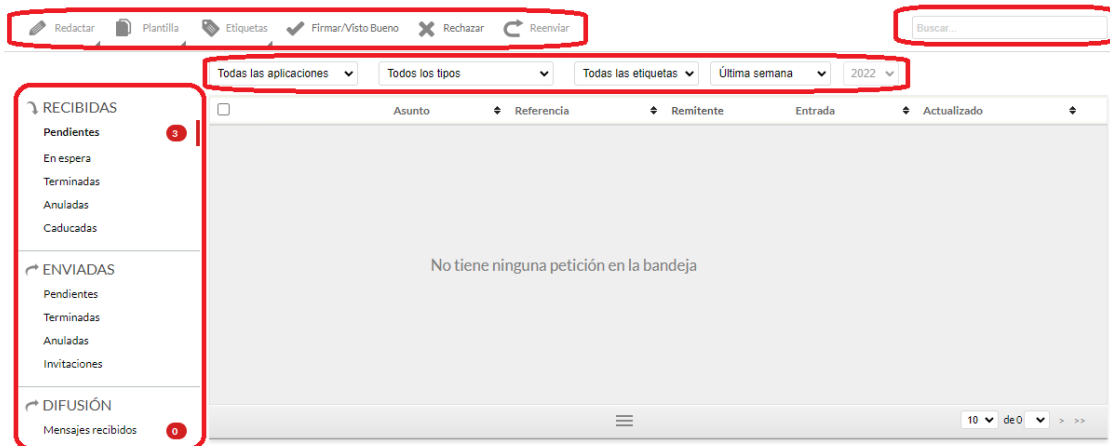 Redactar Plantilla Etiquetas Firmar/Visto Bueno Rechazar Reenviar Buscar...
Todas las aplicaciones Todos los tipos Todas las etiquetas Última semana 2022
RECIBIDAS
Pendientes 3
En espera
Terminadas
Anuladas
Caducadas
ENVIADAS
Pendientes
Terminadas
Anuladas
Invitaciones
DIFUSIÓN
Mensajes recibidos 0
Asunto Referencia Remitente Entrada Actualizado
No tiene ninguna petición en la bandeja
10 de 0 > >>